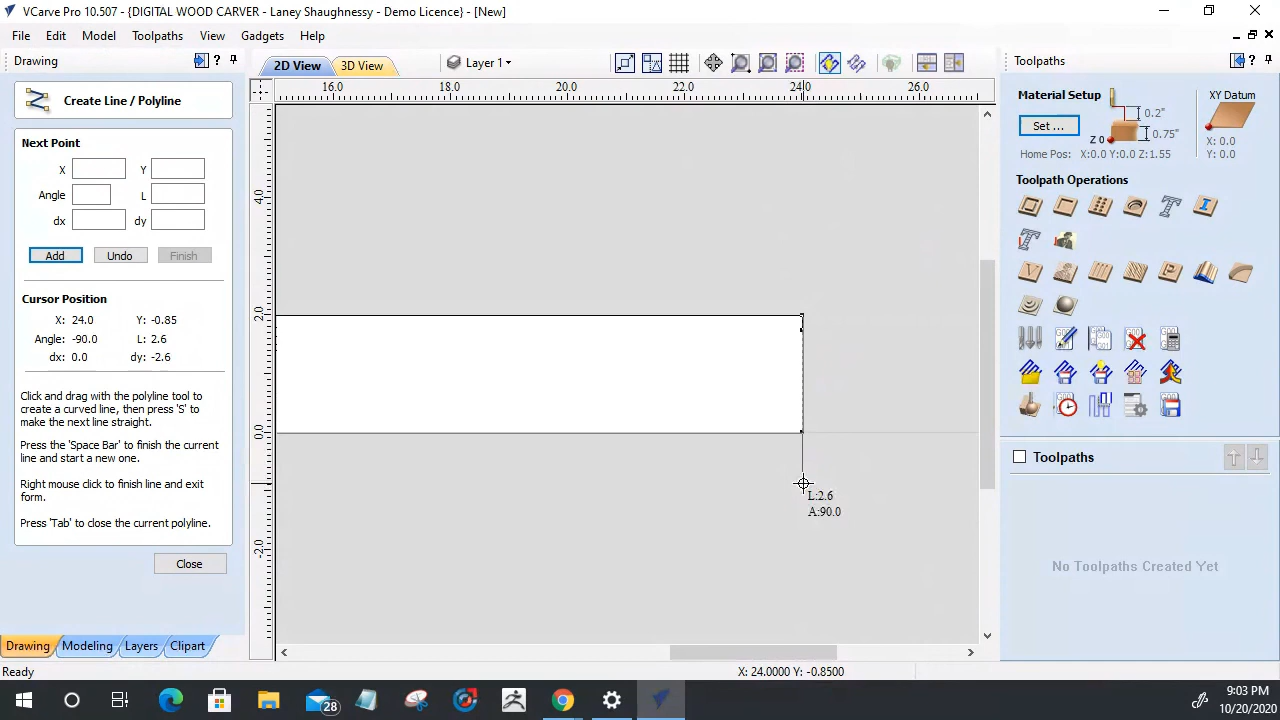 VCarve Pro 10.507 - {DIGITAL WOOD CARVER - Laney Shaughnessy - Demo Licence} - [New]
File Edit Model Toolpaths View Gadgets Help
Drawing
?
2D View
3D View
Layer 1
Toolpaths
?
Create Line / Polyline
16.0 18.0 20.0 22.0 24.0 26.0
4.0
2.0
0.0
-2.0
Next Point
X
Y
Angle
L
dx
dy
Add
Undo
Finish
Cursor Position
X: 24.0 Y: -0.85
Angle: -90.0 L: 2.6
dx: 0.0 dy: -2.6
Click and drag with the polyline tool to
create a curved line, then press 'S' to
make the next line straight.
Press the 'Space Bar' to finish the current
line and start a new one.
Right mouse click to finish line and exit
form.
Press 'Tab' to close the current polyline.
Close
Drawing
Modeling
Layers
Clipart
L:2.6
A:90.0
Material Setup
Set ...
0.2"
Z 0
0.75"
Home Pos: X:0.0 Y:0.0 Z:1.55
XY Datum
X: 0.0
Y: 0.0
Toolpath Operations
Toolpaths
No Toolpaths Created Yet
Ready
X: 24.0000 Y: -0.8500
28
9:03 PM
10/20/2020